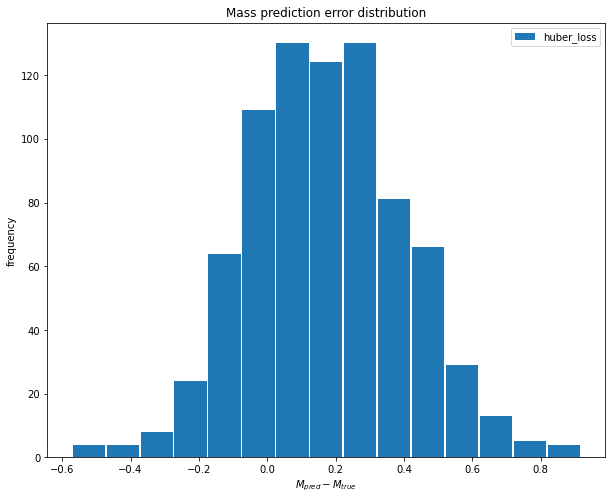 Mass prediction error distribution
huber_loss
frequency
120
100
80
60
40
20
0
−0.6 −0.4 −0.2 0.0 0.2 0.4 0.6 0.8
M_pred − M_true